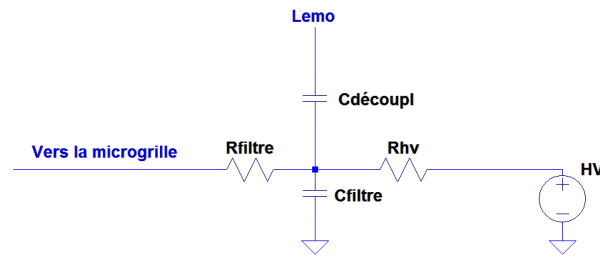 Lemo
Cdécoupl
Vers la microgrille
Rfiltre
Rhv
HV
Cfiltre